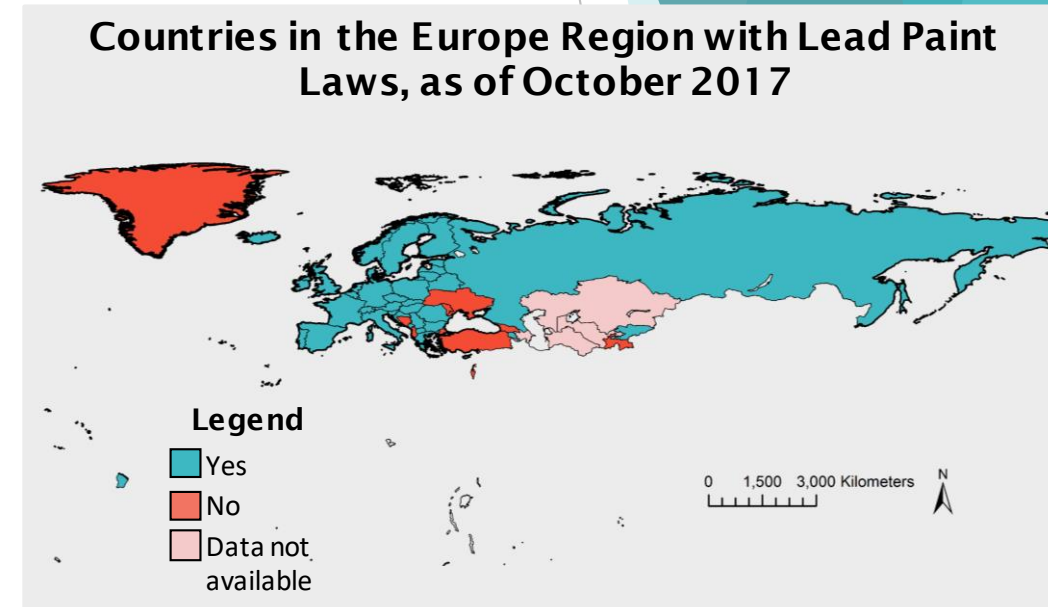 Countries in the Europe Region with Lead Paint
Laws, as of October 2017
Legend
Yes
No
Data not
available
0 1,500 3,000 Kilometers
N